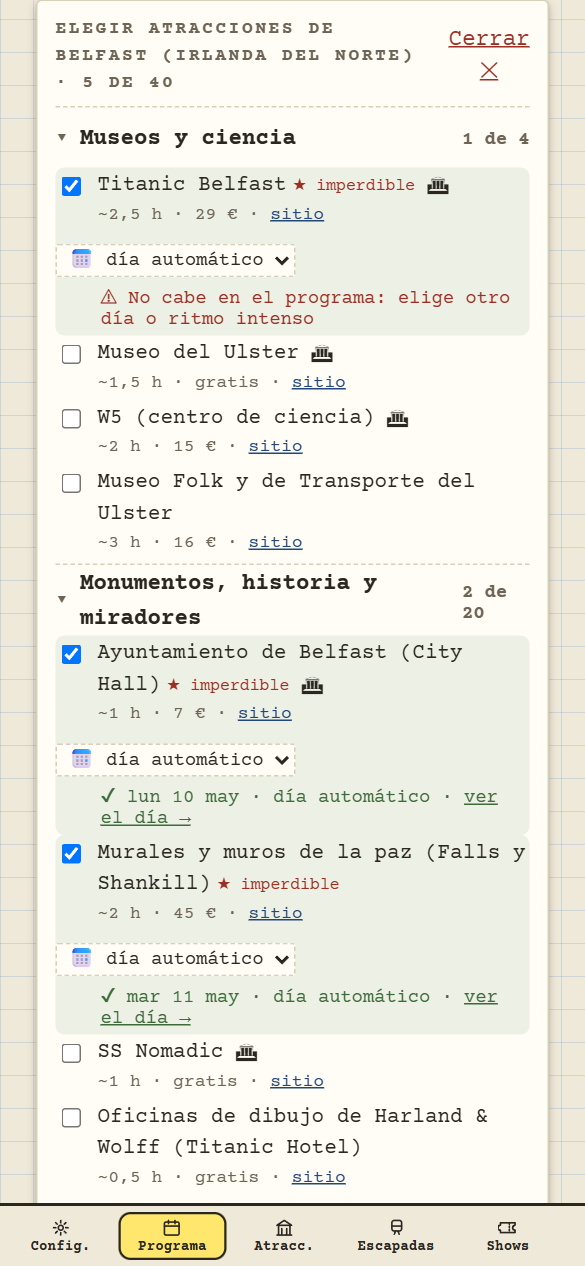 ELEGIR ATRACCIONES DE
BELFAST (IRLANDA DEL NORTE)
· 5 DE 40
Cerrar
✕
▼ Museos y ciencia 1 de 4
Titanic Belfast ★ imperdible
~2,5 h · 29 € · sitio
día automático
⚠ No cabe en el programa: elige otro
día o ritmo intenso
Museo del Ulster
~1,5 h · gratis · sitio
W5 (centro de ciencia)
~2 h · 15 € · sitio
Museo Folk y de Transporte del
Ulster
~3 h · 16 € · sitio
▼ Monumentos, historia y
miradores
2 de
20
Ayuntamiento de Belfast (City
Hall) ★ imperdible
~1 h · 7 € · sitio
día automático
✓ lun 10 may · día automático · ver
el día →
Murales y muros de la paz (Falls y
Shankill) ★ imperdible
~2 h · 45 € · sitio
día automático
✓ mar 11 may · día automático · ver
el día →
SS Nomadic
~1 h · gratis · sitio
Oficinas de dibujo de Harland &
Wolff (Titanic Hotel)
~0,5 h · gratis · sitio
Config. Programa Atracc. Escapadas Shows